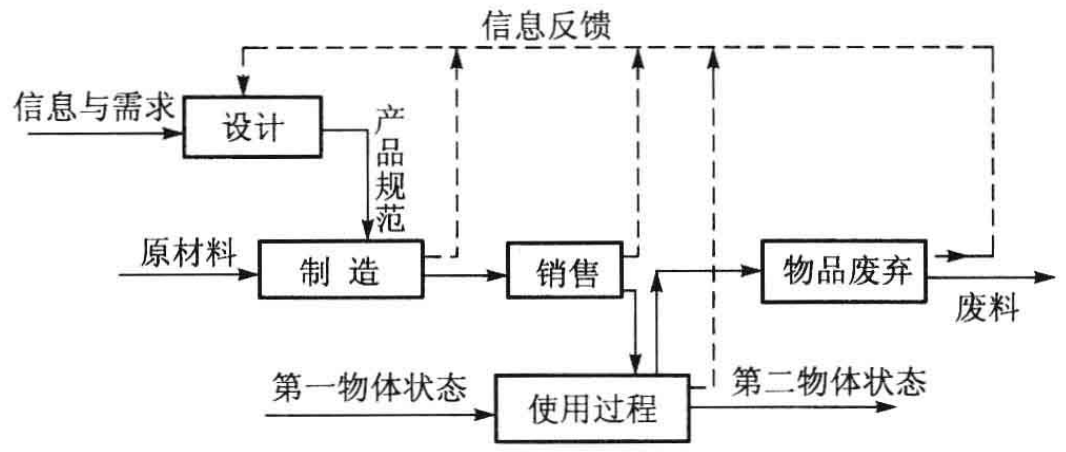 信息反馈
信息与需求
设计
产品规范
原材料
制造
销售
物品废弃
废料
第一物体状态
使用过程
第二物体状态